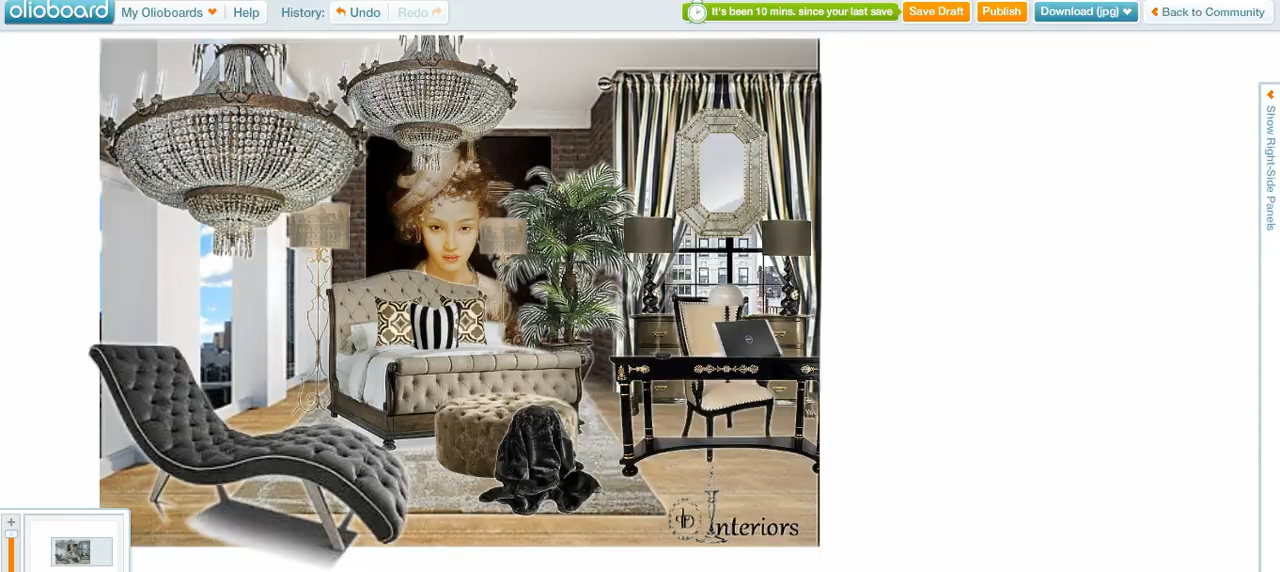 olioboard
My Olioboards
Help
History:
Undo
Redo
It's been 10 mins. since your last save
Save Draft
Publish
Download (jpg)
Back to Community
Show Right-Side Panels
DELL
Interiors